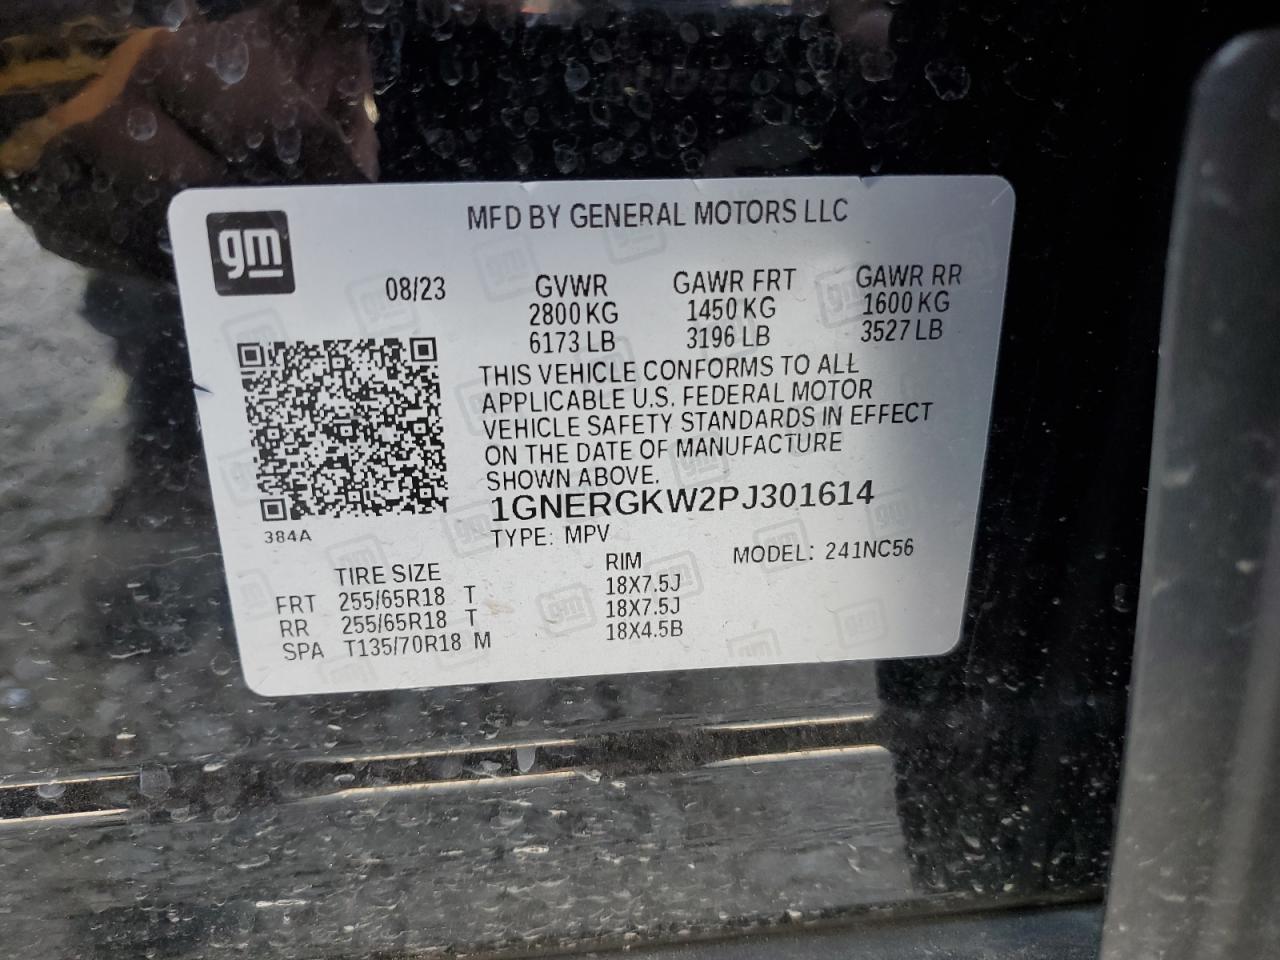 gm
MFD BY GENERAL MOTORS LLC
08/23
GVWR GAWR FRT GAWR RR
2800 KG 1450 KG 1600 KG
6173 LB 3196 LB 3527 LB
THIS VEHICLE CONFORMS TO ALL
APPLICABLE U.S. FEDERAL MOTOR
VEHICLE SAFETY STANDARDS IN EFFECT
ON THE DATE OF MANUFACTURE
SHOWN ABOVE.
1GNERGKW2PJ301614
384A
TYPE: MPV MODEL: 241NC56
TIRE SIZE RIM
FRT 255/65R18 T 18X7.5J
RR 255/65R18 T 18X7.5J
SPA T135/70R18 M 18X4.5B